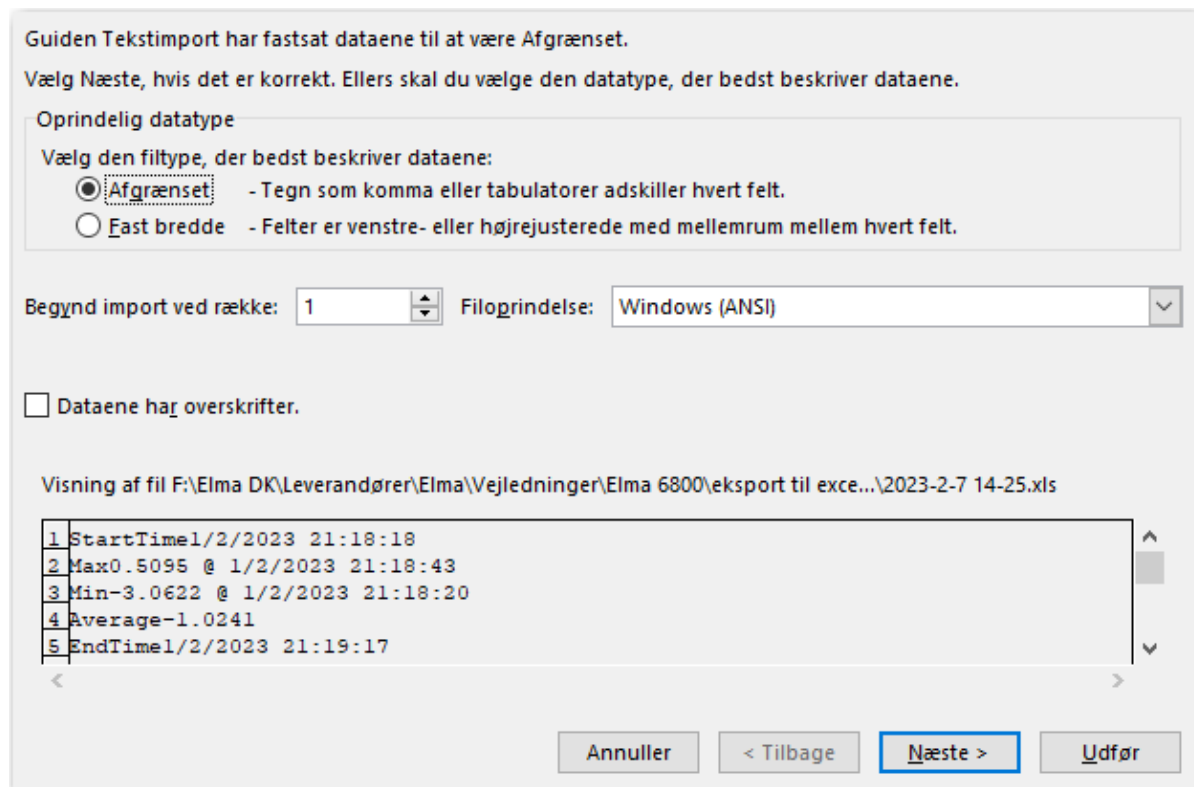 Guiden Tekstimport har fastsat dataene til at være Afgrænset.
Vælg Næste, hvis det er korrekt. Ellers skal du vælge den datatype, der bedst beskriver dataene.
Oprindelig datatype
Vælg den filtype, der bedst beskriver dataene:
Afgrænset - Tegn som komma eller tabulatorer adskiller hvert felt.
Fast bredde - Felter er venstre- eller højrejusterede med mellemrum mellem hvert felt.
Begynd import ved række: 1 Filoprindelse: Windows (ANSI)
Dataene har overskrifter.
Visning af fil F:\Elma DK\Leverandører\Elma\Vejledninger\Elma 6800\eksport til exce...\2023-2-7 14-25.xls
1 StartTime1/2/2023 21:18:18
2 Max0.5095 @ 1/2/2023 21:18:43
3 Min-3.0622 @ 1/2/2023 21:18:20
4 Average-1.0241
5 EndTime1/2/2023 21:19:17
Annuller < Tilbage Næste > Udfør